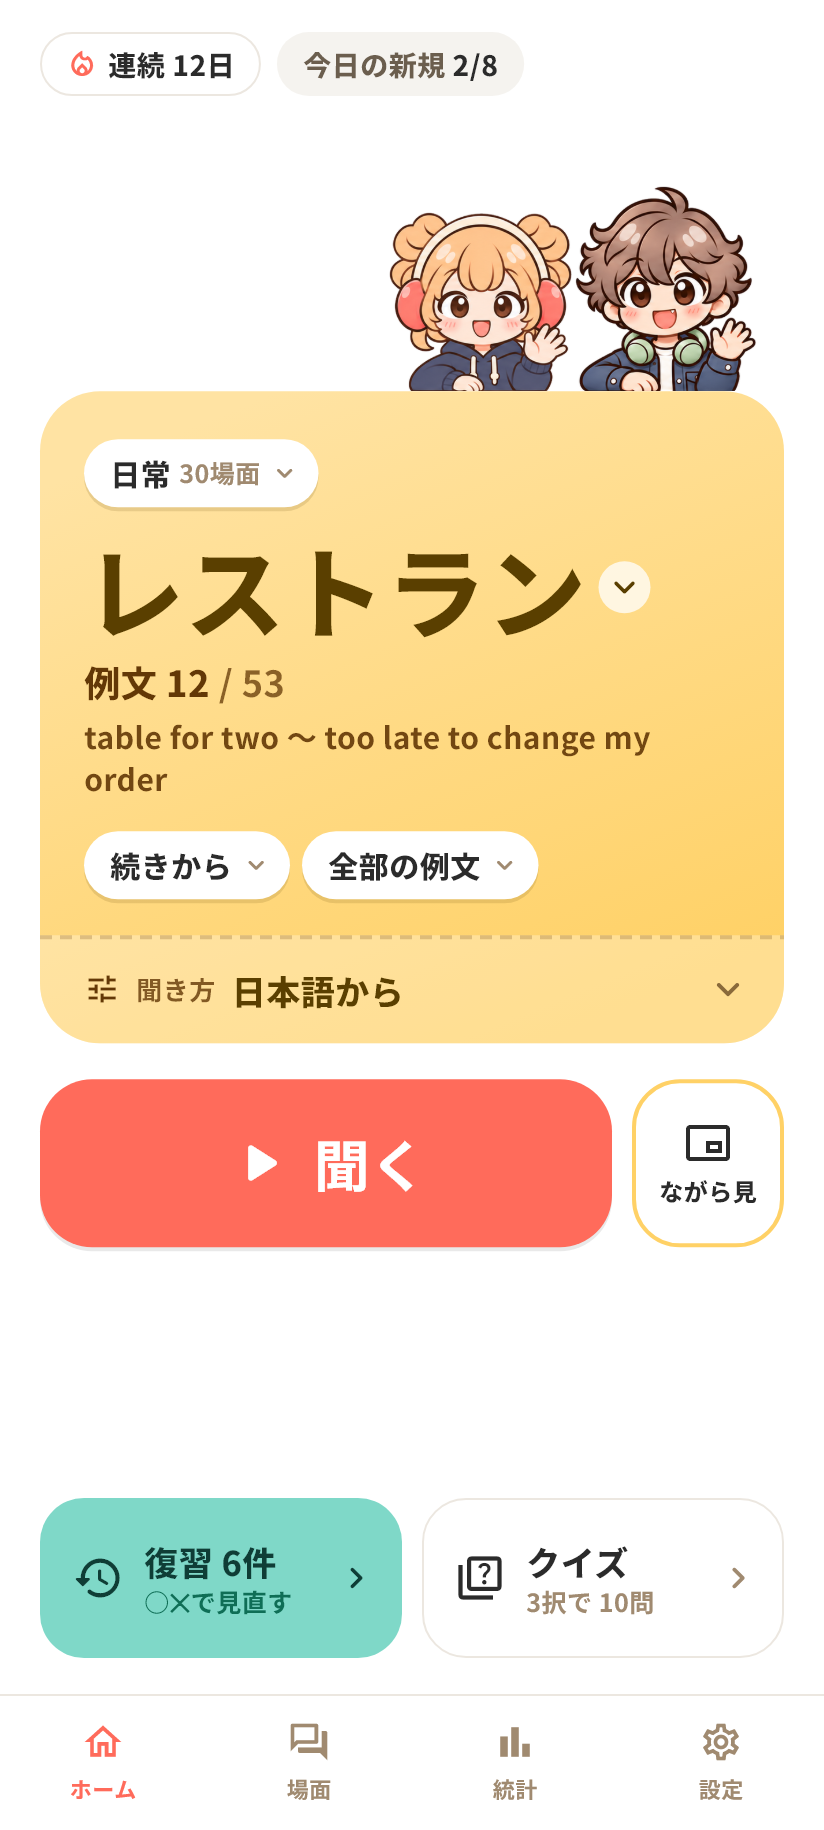 連続 12日
今日の新規 2/8
日常 30場面
レストラン
例文 12 / 53
table for two 〜 too late to change my
order
続きから
全部の例文
聞き方 日本語から
聞く
ながら見
復習 6件
○×で見直す
クイズ
3択で 10問
ホーム
場面
統計
設定